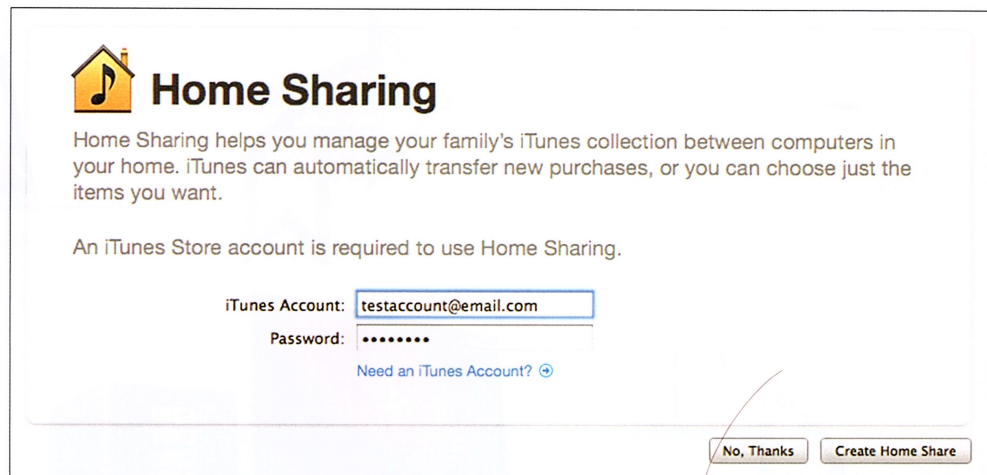 Home Sharing
Home Sharing helps you manage your family's iTunes collection between computers in
your home. iTunes can automatically transfer new purchases, or you can choose just the
items you want.
An iTunes Store account is required to use Home Sharing.
iTunes Account: testaccount@email.com
Password: ••••••••
Need an iTunes Account?
No, Thanks
Create Home Share